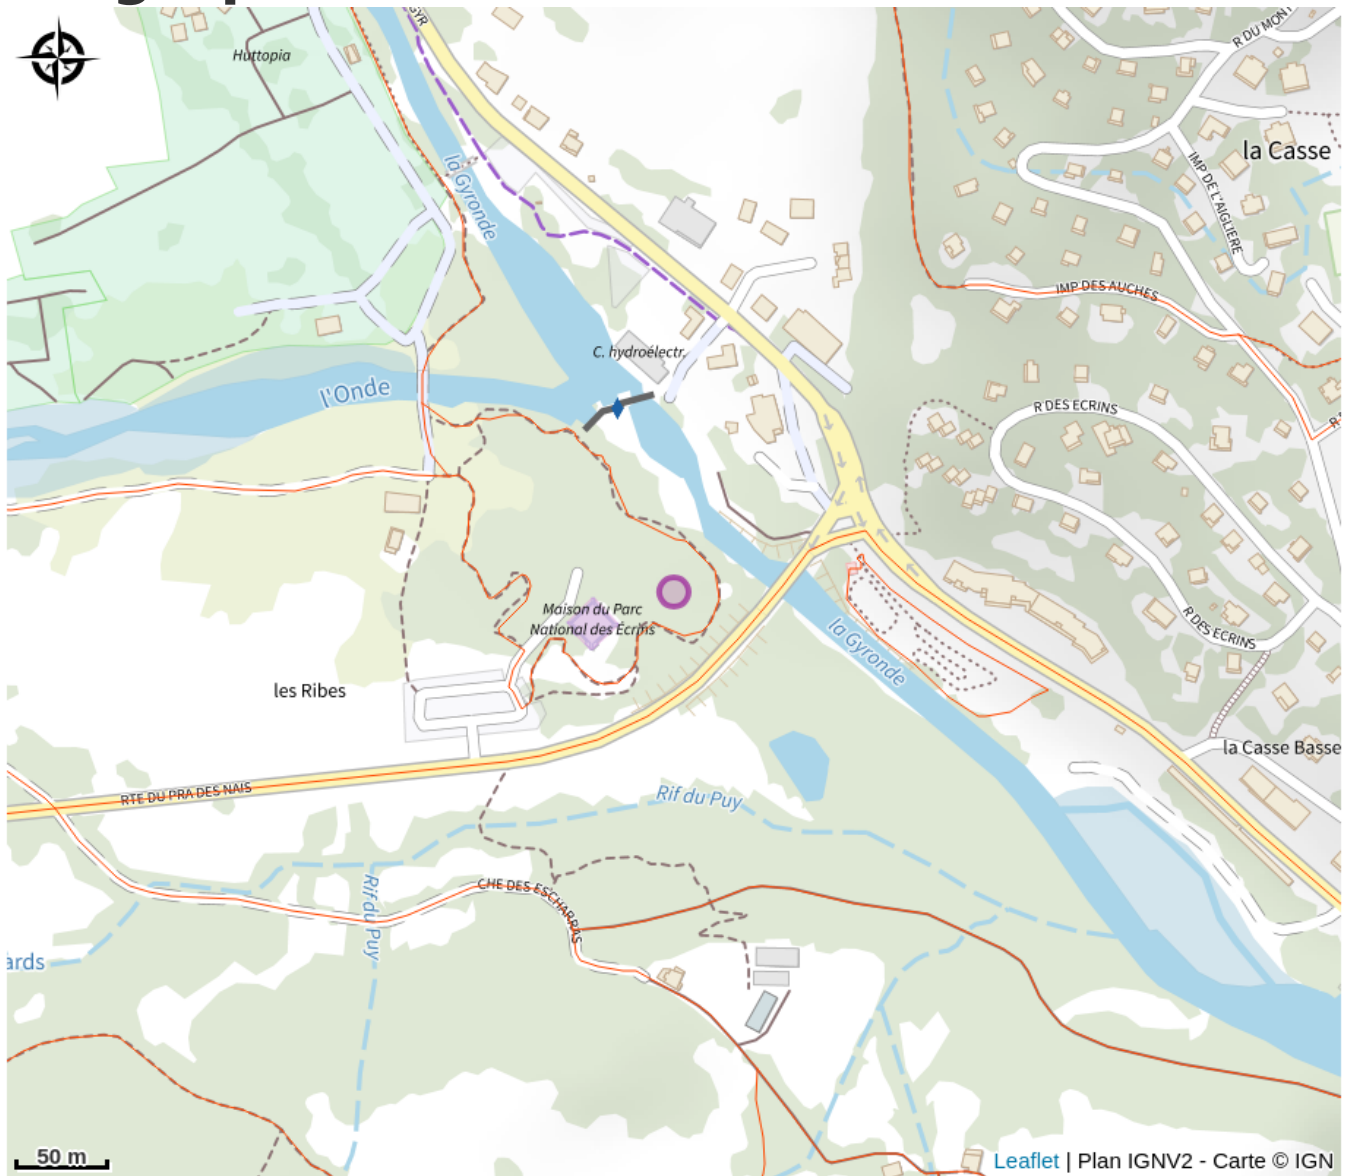 GYR
R DU MONT
Huttopia
la Casse
la Gyronde
IMP DE L'AIGLIERE
IMP DES AUCHES
C. hydroélectr.
l'Onde
R DES ECRINS
Maison du Parc
National des Écrins
R DES ECRINS
la Gyronde
les Ribes
la Casse Basse
RTE DU PRA DES NAIS
Rif du Puy
CHE DES ESCHARRAS
Rif du Puy
ards
50 m
Leaflet | Plan IGNV2 - Carte © IGN